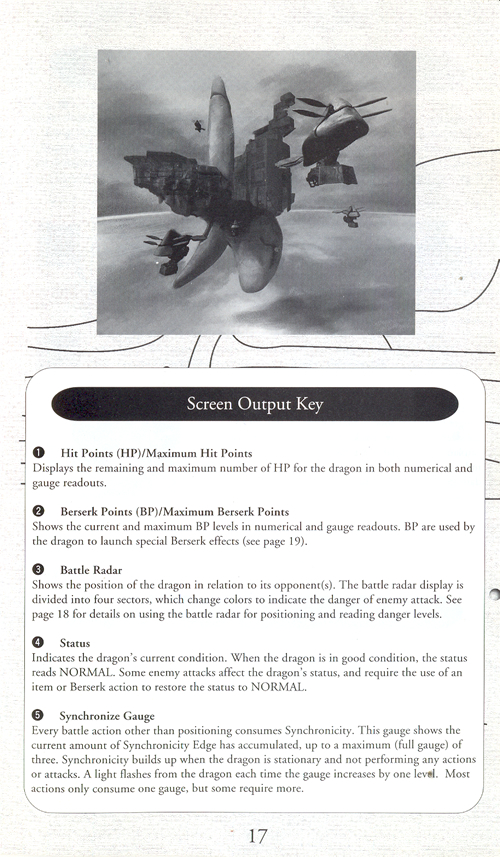 Screen Output Key
1 Hit Points (HP)/Maximum Hit Points
Displays the remaining and maximum number of HP for the dragon in both numerical and
gauge readouts.
2 Berserk Points (BP)/Maximum Berserk Points
Shows the current and maximum BP levels in numerical and gauge readouts. BP are used by
the dragon to launch special Berserk effects (see page 19).
3 Battle Radar
Shows the position of the dragon in relation to its opponent(s). The battle radar display is
divided into four sectors, which change colors to indicate the danger of enemy attack. See
page 18 for details on using the battle radar for positioning and reading danger levels.
4 Status
Indicates the dragon's current condition. When the dragon is in good condition, the status
reads NORMAL. Some enemy attacks affect the dragon's status, and require the use of an
item or Berserk action to restore the status to NORMAL.
5 Synchronize Gauge
Every battle action other than positioning consumes Synchronicity. This gauge shows the
current amount of Synchronicity Edge has accumulated, up to a maximum (full gauge) of
three. Synchronicity builds up when the dragon is stationary and not performing any actions
or attacks. A light flashes from the dragon each time the gauge increases by one level. Most
actions only consume one gauge, but some require more.
17